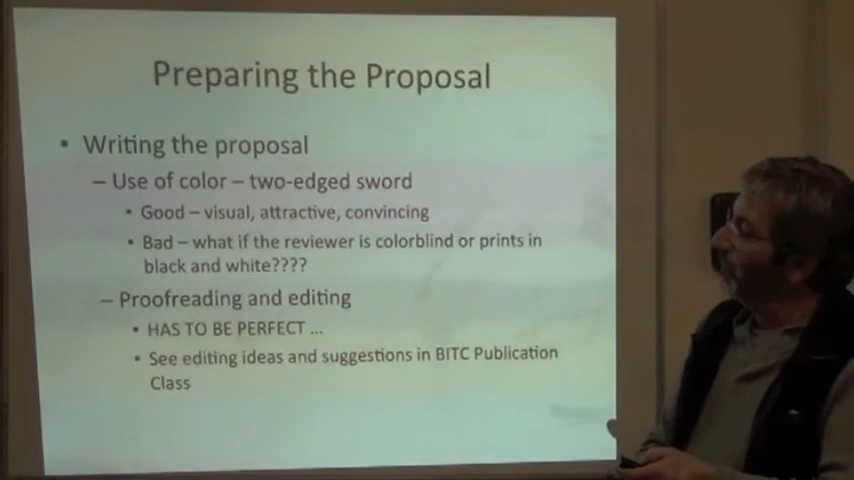 Preparing the Proposal
• Writing the proposal
– Use of color – two-edged sword
• Good – visual, attractive, convincing
• Bad – what if the reviewer is colorblind or prints in
black and white????
– Proofreading and editing
• HAS TO BE PERFECT ...
• See editing ideas and suggestions in BITC Publication
Class